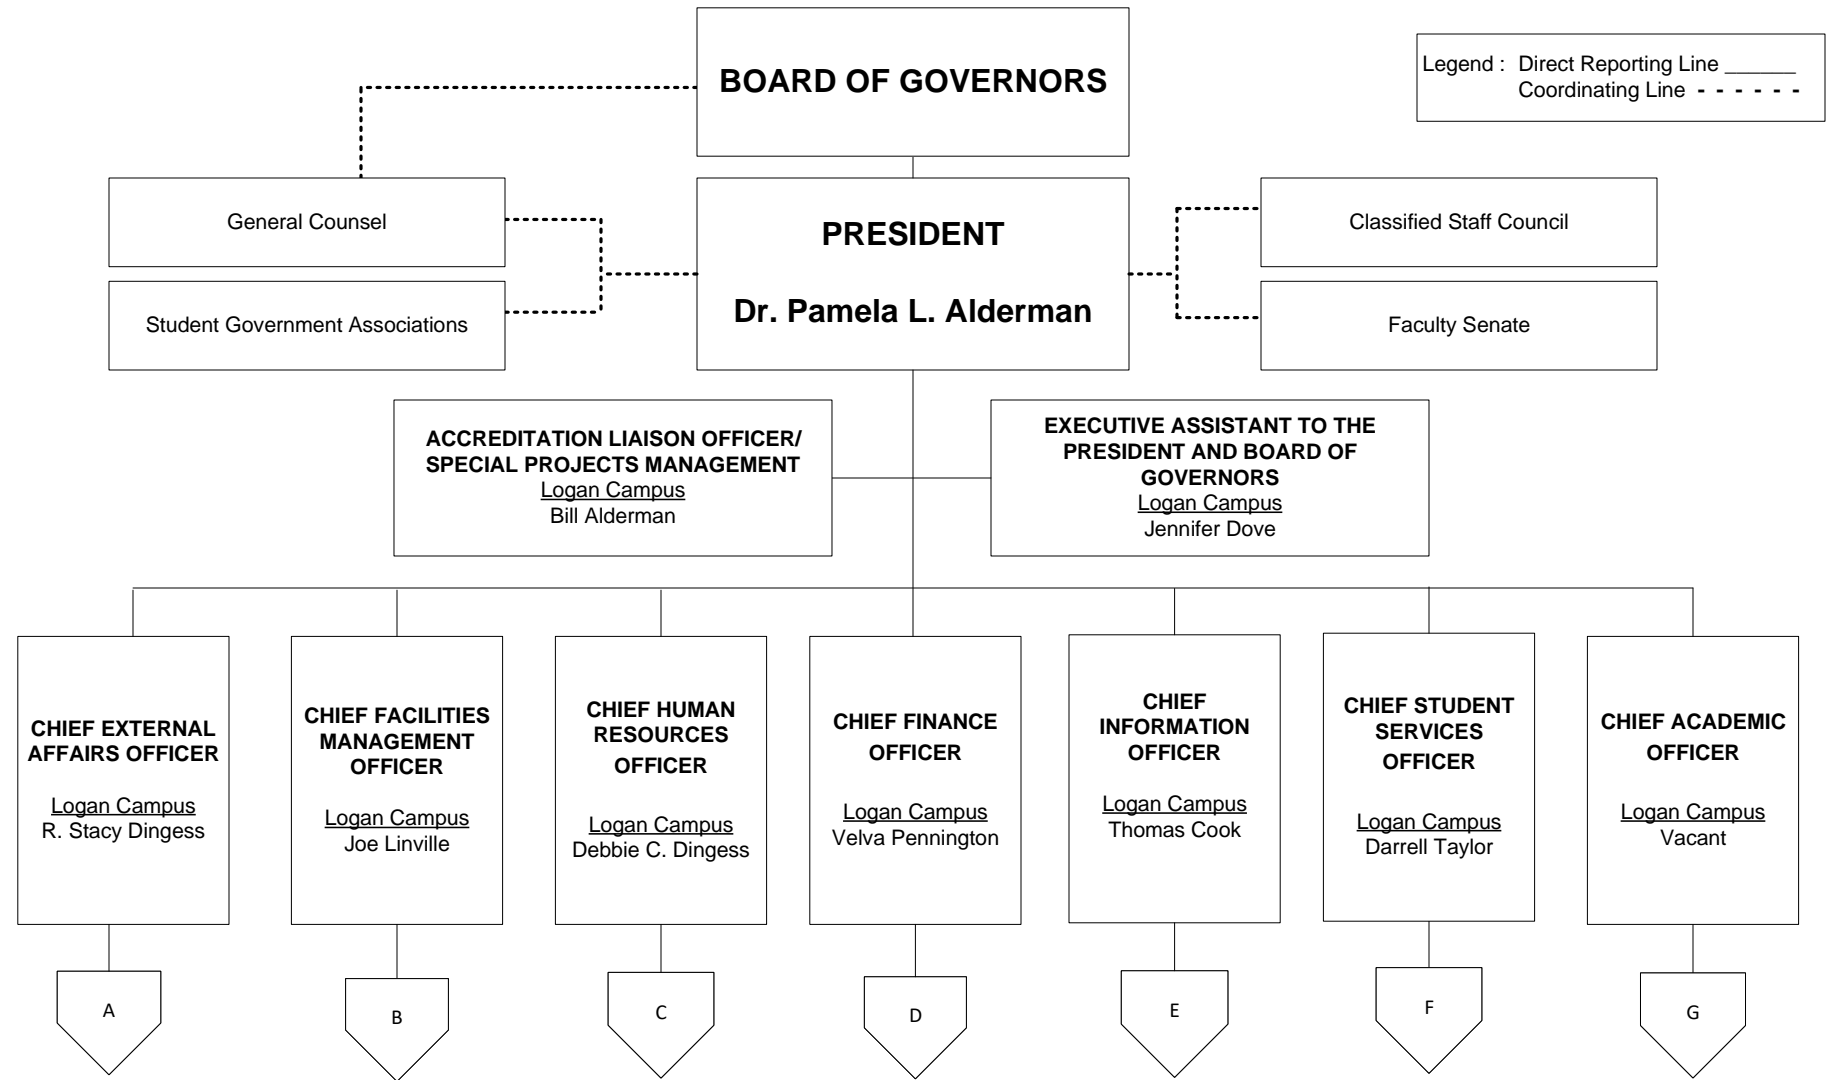 BOARD OF GOVERNORS
Legend : Direct Reporting Line ______
Coordinating Line - - - - - -
General Counsel
Student Government Associations
PRESIDENT
Dr. Pamela L. Alderman
Classified Staff Council
Faculty Senate
ACCREDITATION LIAISON OFFICER/
SPECIAL PROJECTS MANAGEMENT
Logan Campus
Bill Alderman
EXECUTIVE ASSISTANT TO THE
PRESIDENT AND BOARD OF
GOVERNORS
Logan Campus
Jennifer Dove
CHIEF EXTERNAL
AFFAIRS OFFICER
Logan Campus
R. Stacy Dingess
CHIEF FACILITIES
MANAGEMENT
OFFICER
Logan Campus
Joe Linville
CHIEF HUMAN
RESOURCES
OFFICER
Logan Campus
Debbie C. Dingess
CHIEF FINANCE
OFFICER
Logan Campus
Velva Pennington
CHIEF
INFORMATION
OFFICER
Logan Campus
Thomas Cook
CHIEF STUDENT
SERVICES
OFFICER
Logan Campus
Darrell Taylor
CHIEF ACADEMIC
OFFICER
Logan Campus
Vacant
A
B
C
D
E
F
G